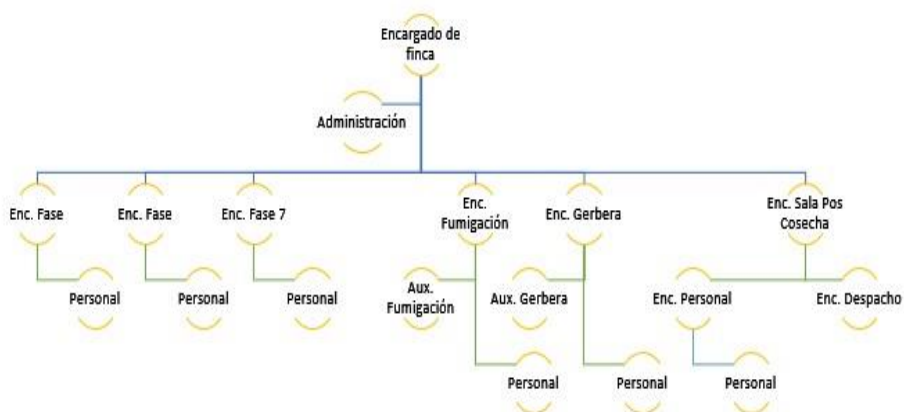 Encargado de
finca
Administración
Enc. Fase
Enc. Fase
Enc. Fase 7
Enc.
Fumigación
Enc. Gerbera
Enc. Sala Pos
Cosecha
Personal
Personal
Personal
Aux.
Fumigación
Aux. Gerbera
Enc. Personal
Enc. Despacho
Personal
Personal
Personal